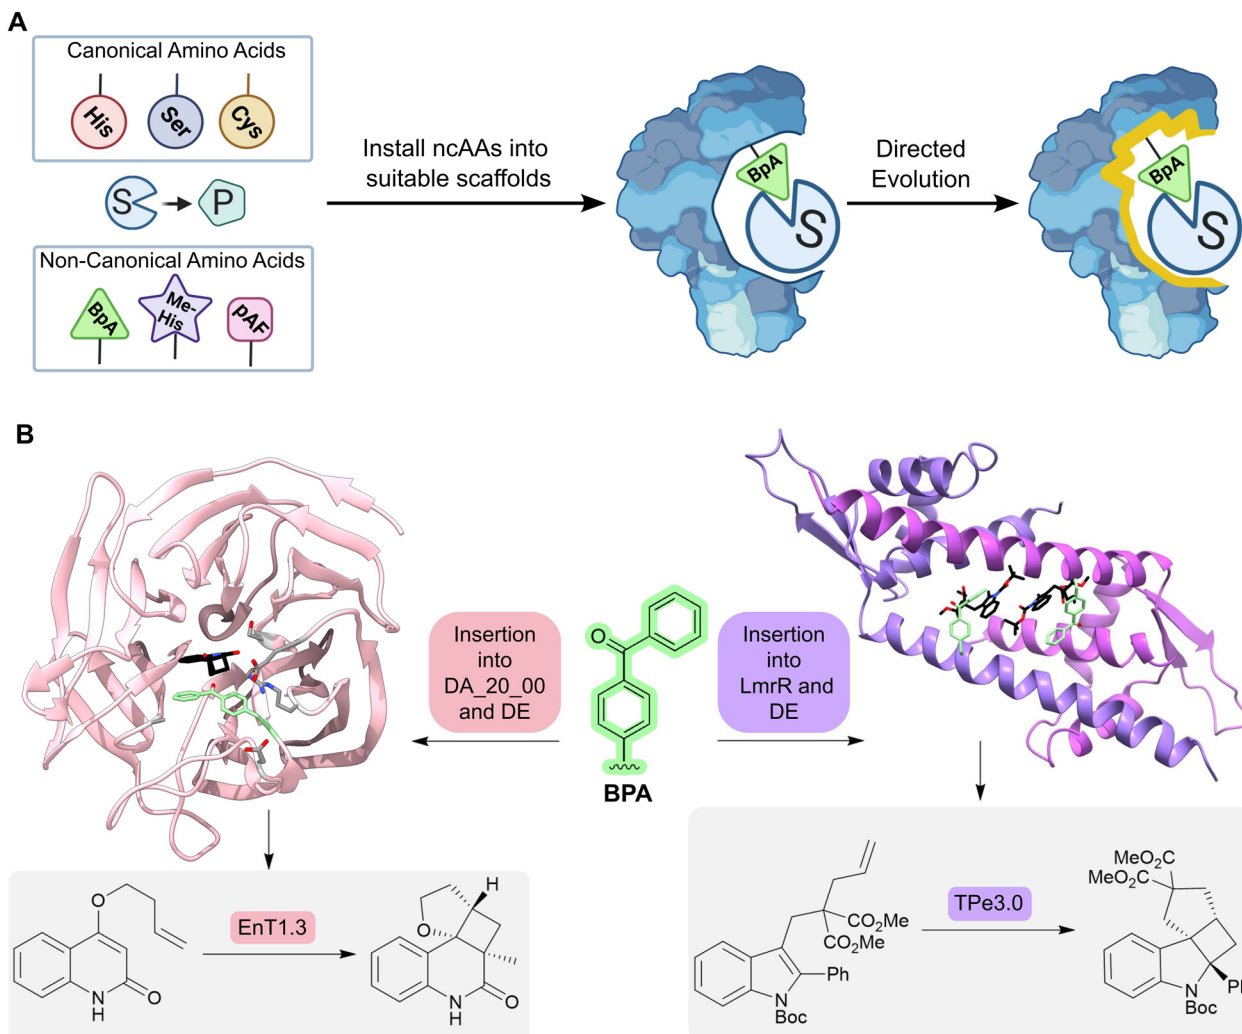 A
Canonical Amino Acids
His
Ser
Cys
S
P
Non-Canonical Amino Acids
BpA
Me-
His
pAF
Install ncAAs into
suitable scaffolds
BpA
S
Directed
Evolution
BpA
S
B
Insertion
into
DA_20_00
and DE
O
BPA
Insertion
into
LmrR and
DE
O
N
H
O
EnT1.3
H
O
N
H
O
CO₂Me
CO₂Me
Ph
N
Boc
TPe3.0
MeO₂C
MeO₂C
N
Boc